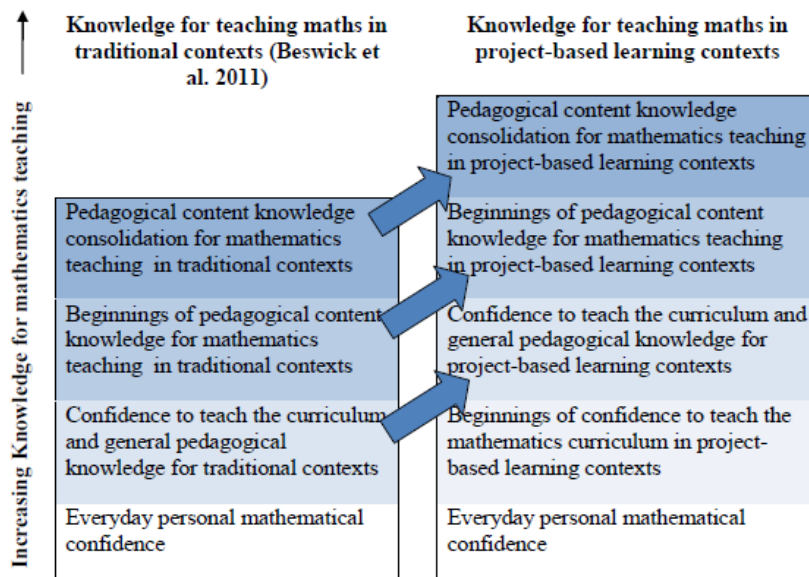 Increasing Knowledge for mathematics teaching
Knowledge for teaching maths in
traditional contexts (Beswick et
al. 2011)
Pedagogical content knowledge
consolidation for mathematics
teaching in traditional contexts
Beginnings of pedagogical content
knowledge for mathematics
teaching in traditional contexts
Confidence to teach the curriculum
and general pedagogical
knowledge for traditional contexts
Everyday personal mathematical
confidence
Knowledge for teaching maths in
project-based learning contexts
Pedagogical content knowledge
consolidation for mathematics teaching
in project-based learning contexts
Beginnings of pedagogical content
knowledge for mathematics teaching
in project-based learning contexts
Confidence to teach the curriculum and
general pedagogical knowledge for
project-based learning contexts
Beginnings of confidence to teach the
mathematics curriculum in project-
based learning contexts
Everyday personal mathematical
confidence